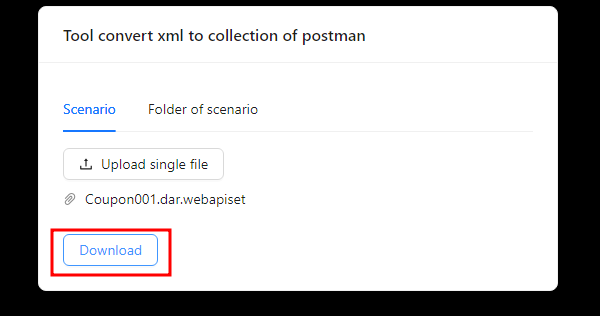 Tool convert xml to collection of postman
Scenario Folder of scenario
Upload single file
Coupon001.dar.webapiset
Download